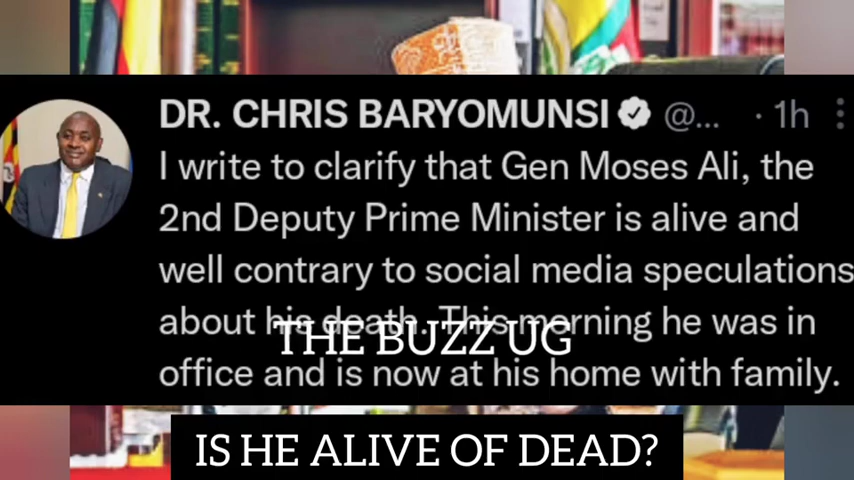 DR. CHRIS BARYOMUNSI @... · 1h
I write to clarify that Gen Moses Ali, the
2nd Deputy Prime Minister is alive and
well contrary to social media speculations
about his death. This morning he was in
THE BUZZ UG
office and is now at his home with family.
IS HE ALIVE OF DEAD?